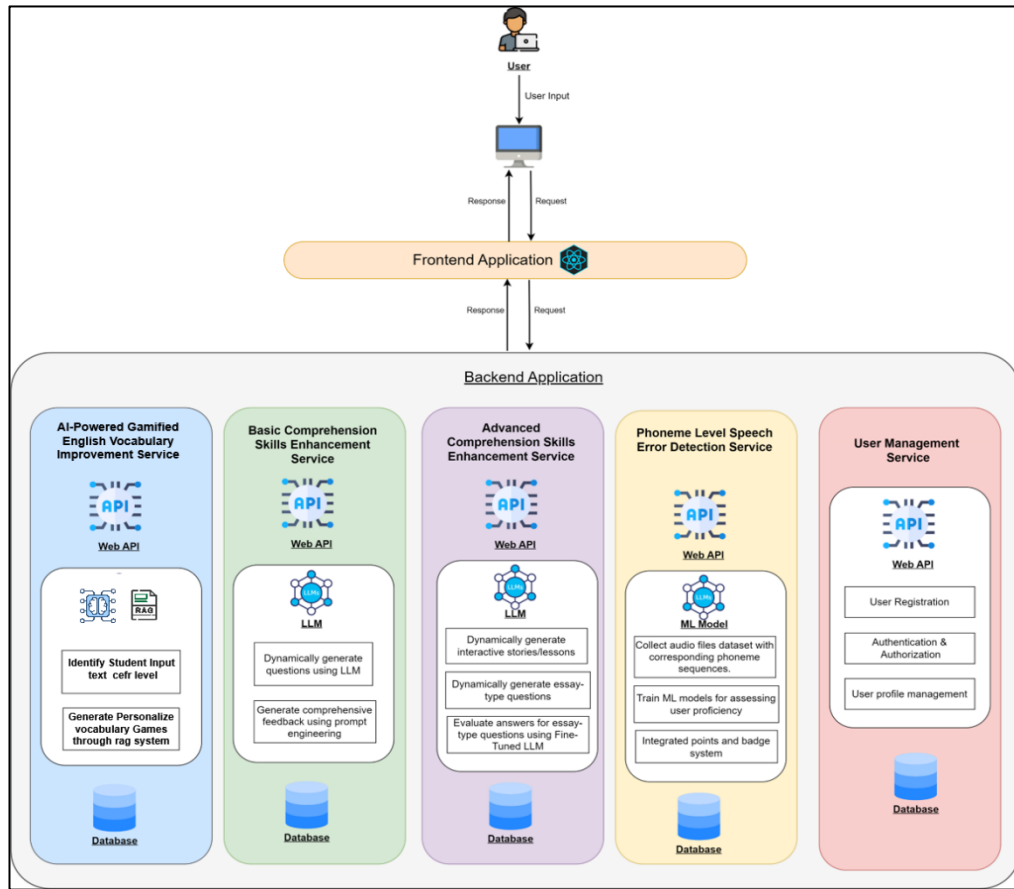 User
User Input
Response
Request
Frontend Application
Response
Request
Backend Application
AI-Powered Gamified
English Vocabulary
Improvement Service
API
Web API
RAG
Identify Student Input
text cefr level
Generate Personalize
vocabulary Games
through rag system
Database
Basic Comprehension
Skills Enhancement
Service
API
Web API
LLMs
LLM
Dynamically generate
questions using LLM
Generate comprehensive
feedback using prompt
engineering
Database
Advanced
Comprehension Skills
Enhancement Service
API
Web API
LLMs
LLM
Dynamically generate
interactive stories/lessons
Dynamically generate essay-
type questions
Evaluate answers for essay-
type questions using Fine-
Tuned LLM
Database
Phoneme Level Speech
Error Detection Service
API
Web API
LLMs
ML Model
Collect audio files dataset with
corresponding phoneme
sequences.
Train ML models for assessing
user proficiency
Integrated points and badge
system
Database
User Management
Service
API
Web API
User Registration
Authentication &
Authorization
User profile management
Database